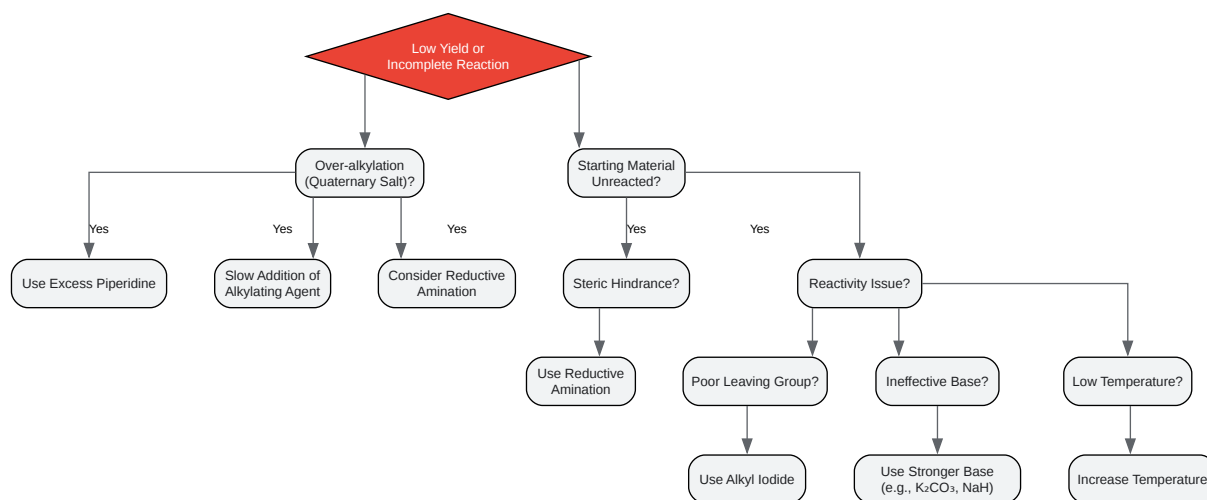 Low Yield or
Incomplete Reaction
Over-alkylation
(Quaternary Salt)?
Starting Material
Unreacted?
Yes
Yes
Yes
Yes
Yes
Use Excess Piperidine
Slow Addition of
Alkylating Agent
Consider Reductive
Amination
Steric Hindrance?
Reactivity Issue?
Use Reductive
Amination
Poor Leaving Group?
Ineffective Base?
Low Temperature?
Use Alkyl Iodide
Use Stronger Base
(e.g., K₂CO₃, NaH)
Increase Temperature